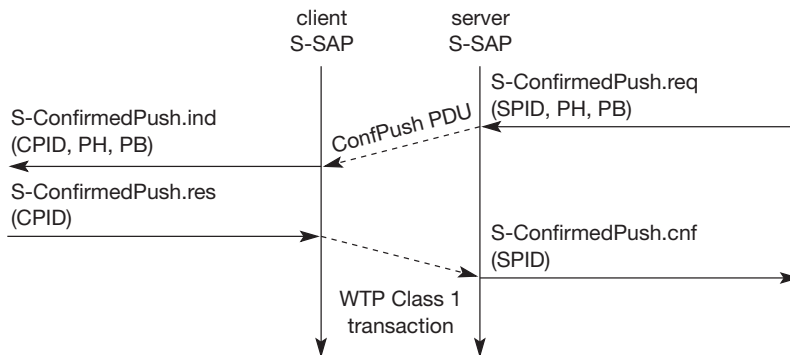 client
S-SAP
server
S-SAP
S-ConfirmedPush.req
(SPID, PH, PB)
ConfPush PDU
S-ConfirmedPush.ind
(CPID, PH, PB)
S-ConfirmedPush.res
(CPID)
S-ConfirmedPush.cnf
(SPID)
WTP Class 1
transaction